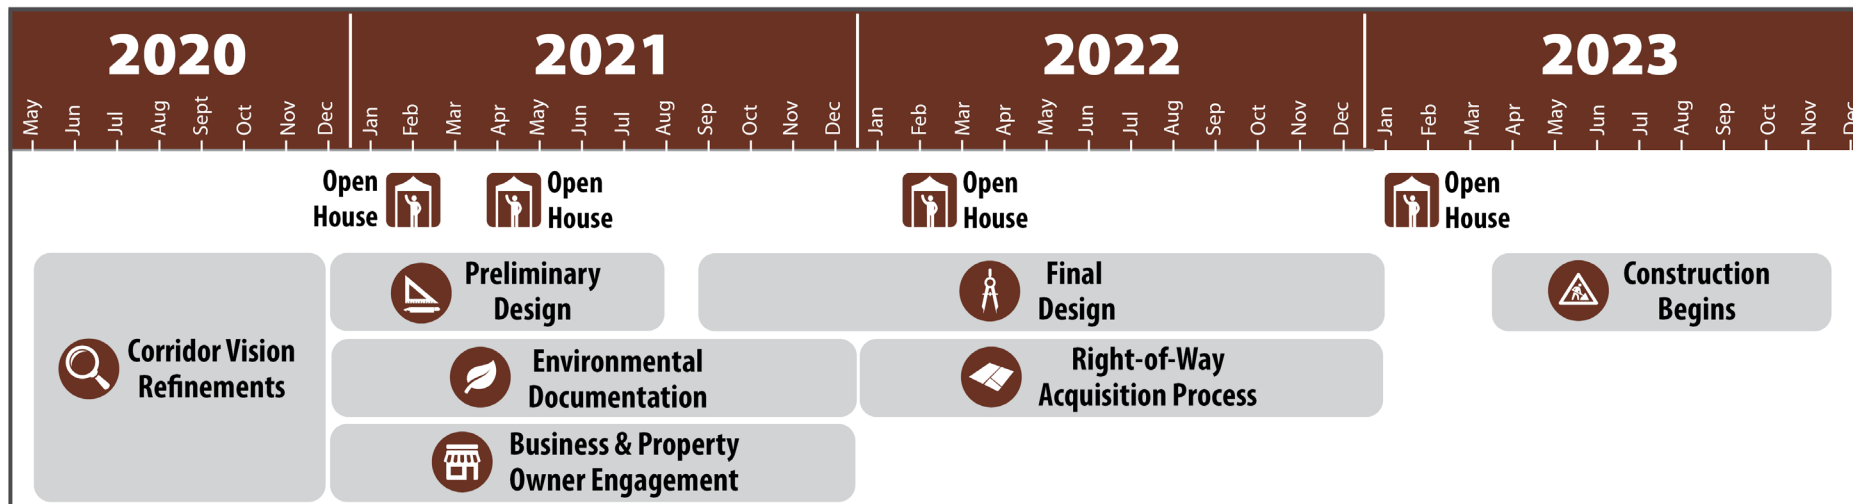 2020 2021 2022 2023
May Jun Jul Aug Sept Oct Nov Dec Jan Feb Mar Apr May Jun Jul Aug Sep Oct Nov Dec Jan Feb Mar Apr May Jun Jul Aug Sep Oct Nov Dec Jan Feb Mar Apr May Jun Jul Aug Sep Oct Nov Dec
Open
House
Open
House
Open
House
Open
House
Corridor Vision
Refinements
Preliminary
Design
Final
Design
Construction
Begins
Environmental
Documentation
Right-of-Way
Acquisition Process
Business & Property
Owner Engagement